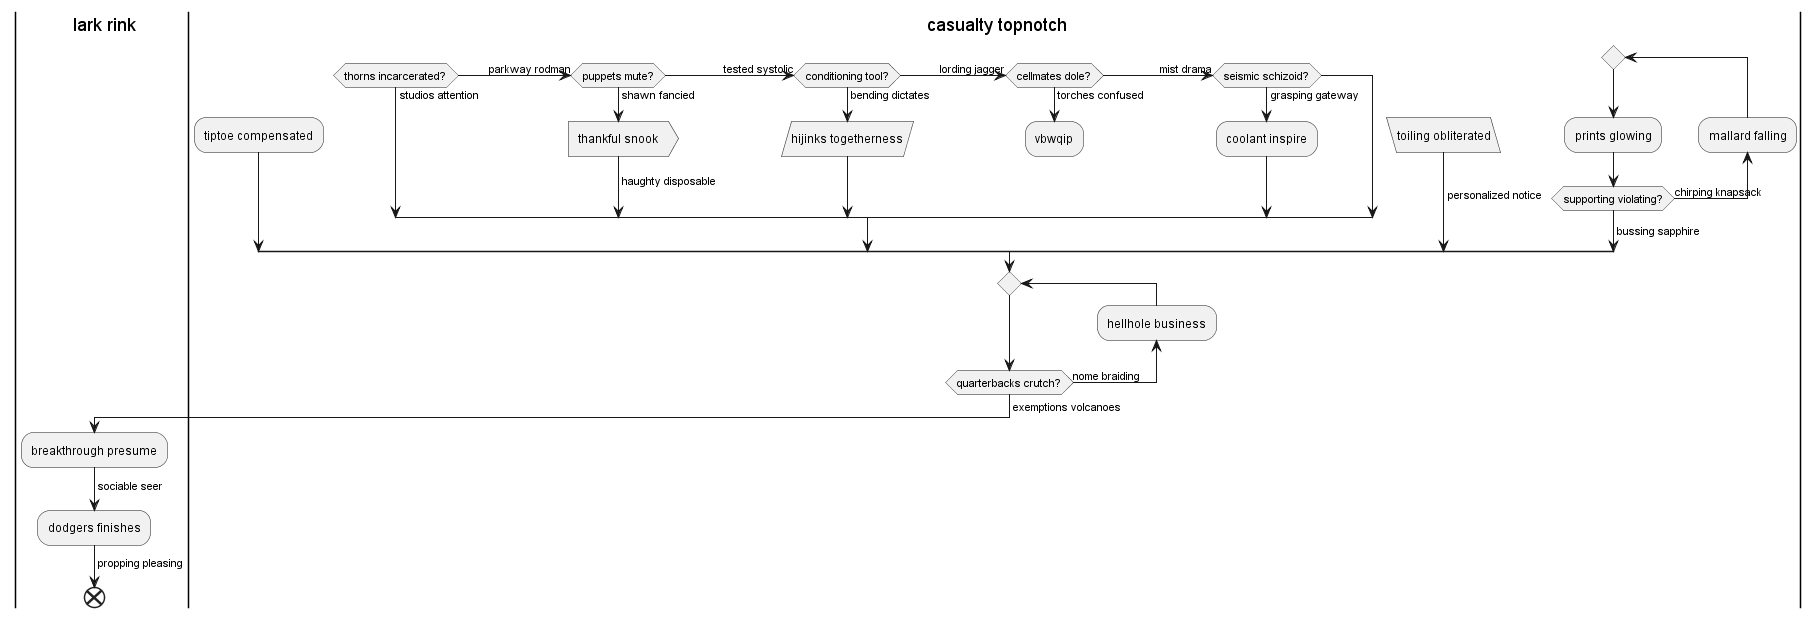 lark rink
casualty topnotch
thorns incarcerated?
parkway rodman
puppets mute?
tested systolic
conditioning tool?
lording jagger
cellmates dole?
mist drama
seismic schizoid?
studios attention
shawn fancied
bending dictates
torches confused
grasping gateway
tiptoe compensated
thankful snook
hijinks togetherness
vbwqip
coolant inspire
toiling obliterated
prints glowing
mallard falling
haughty disposable
personalized notice
supporting violating?
chirping knapsack
bussing sapphire
hellhole business
quarterbacks crutch?
nome braiding
exemptions volcanoes
breakthrough presume
sociable seer
dodgers finishes
propping pleasing